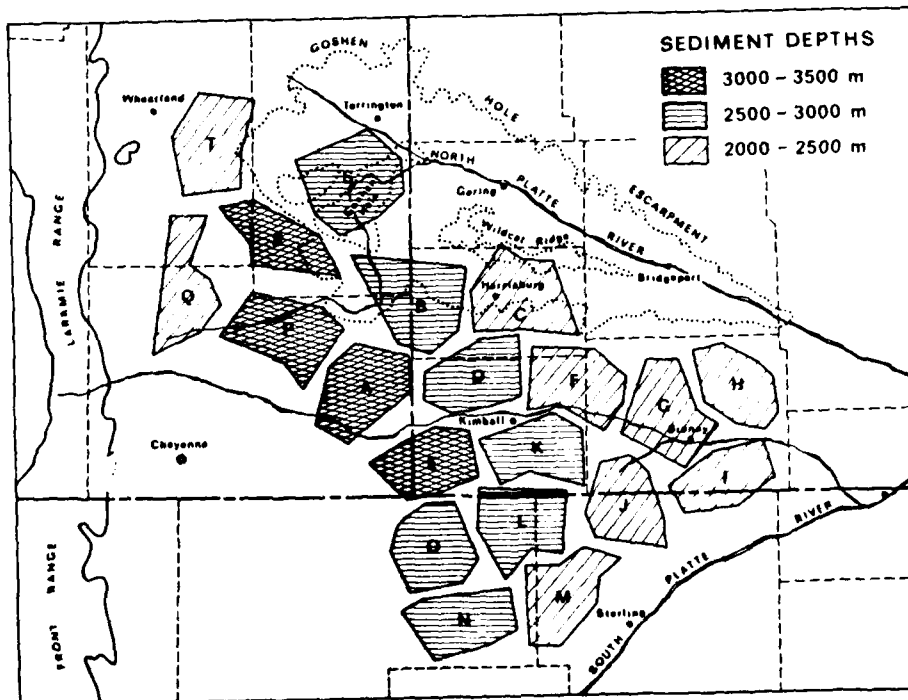 SEDIMENT DEPTHS
3000 – 3500 m
2500 – 3000 m
2000 – 2500 m
GOSHEN
HOLE
ESCARPMENT
Wheatland
Torrington
NORTH
PLATTE
RIVER
Gering
Wildcat Ridge
Bridgeport
Harrisburg
LARAMIE RANGE
T
Q
P
B
C
A
D
F
G
H
Kimball
Sidney
Cheyenne
K
I
J
L
O
M
N
Sterling
SOUTH
PLATTE
RIVER
FRONT RANGE